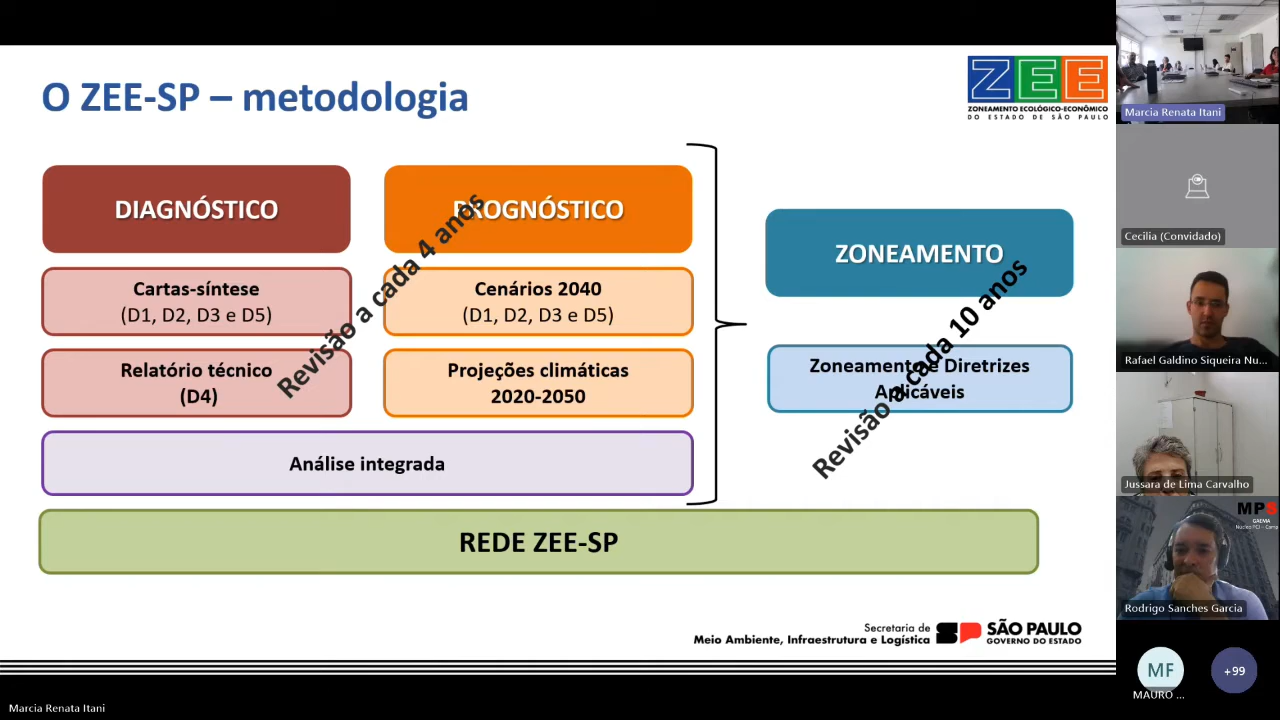 O ZEE-SP – metodologia
ZEE
ZONEAMENTO ECOLÓGICO-ECONÔMICO
DO ESTADO DE SÃO PAULO
DIAGNÓSTICO
Cartas-síntese
(D1, D2, D3 e D5)
Relatório técnico
(D4)
PROGNÓSTICO
Cenários 2040
(D1, D2, D3 e D5)
Projeções climáticas
2020-2050
Revisão a cada 4 anos
Análise integrada
ZONEAMENTO
Zoneamento e Diretrizes
Aplicáveis
Revisão a cada 10 anos
REDE ZEE-SP
Secretaria de
Meio Ambiente, Infraestrutura e Logística
SP
SÃO PAULO
GOVERNO DO ESTADO
Marcia Renata Itani
Marcia Renata Itani
Cecilia (Convidado)
Rafael Galdino Siqueira Nu...
Jussara de Lima Carvalho
MPS
GAEMA
Rodrigo Sanches Garcia
MF
MAURO ...
+99